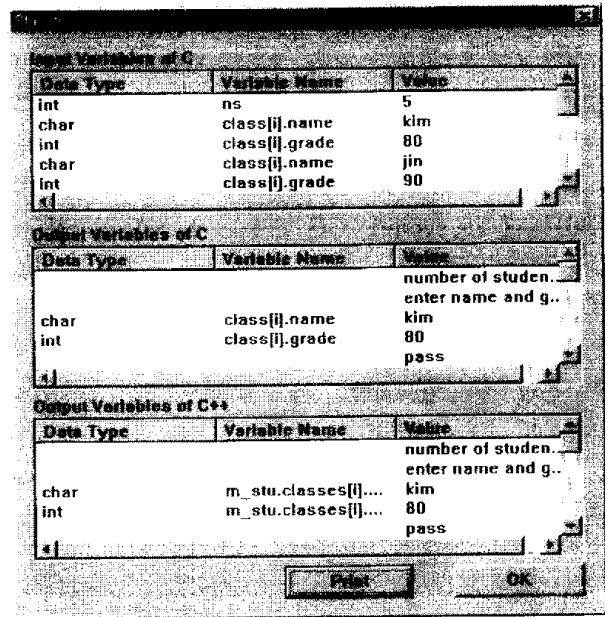 Input Variables of C
Data Type Variable Name Value
int ns 5
char class[i].name kim
int class[i].grade 80
char class[i].name jin
int class[i].grade 90
Output Variables of C
Data Type Variable Name Value
number of studen..
enter name and g..
char class[i].name kim
int class[i].grade 80
pass
Output Variables of C++
Data Type Variable Name Value
number of studen..
enter name and g..
char m_stu.classes[i].... kim
int m_stu.classes[i].... 80
pass
Print OK